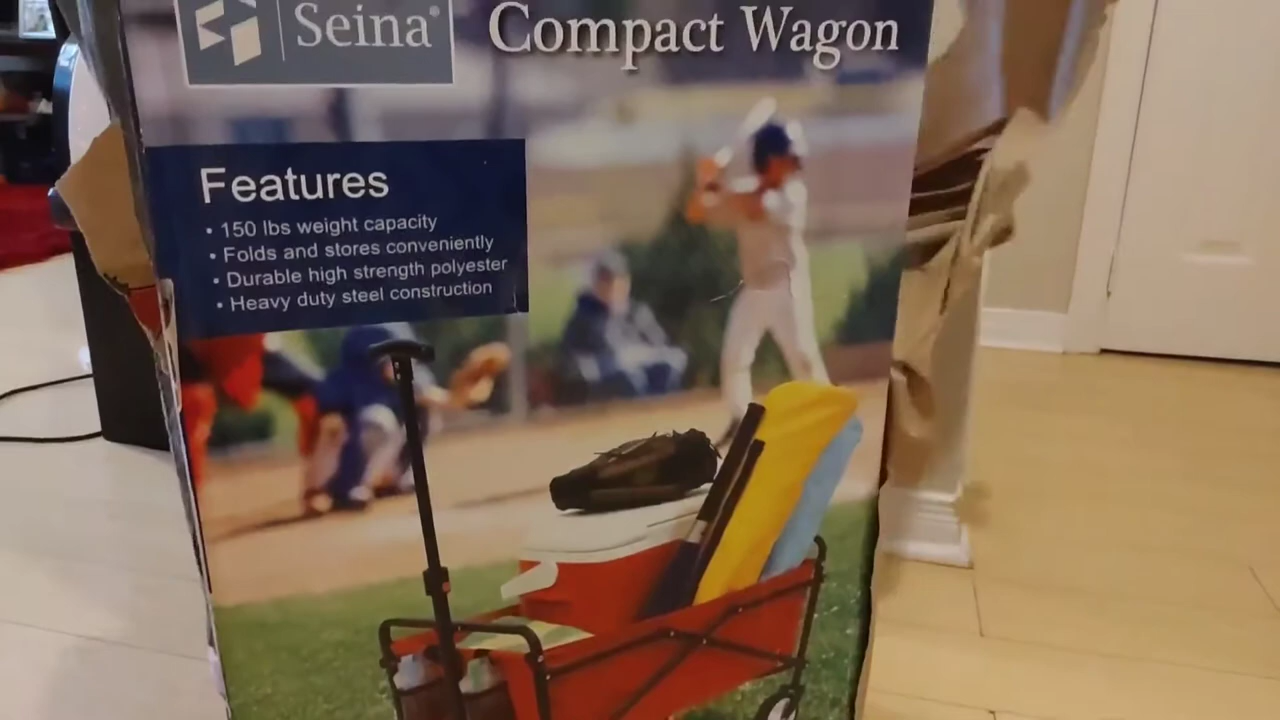 Seina®
Compact Wagon
Features
• 150 lbs weight capacity
• Folds and stores conveniently
• Durable high strength polyester
• Heavy duty steel construction